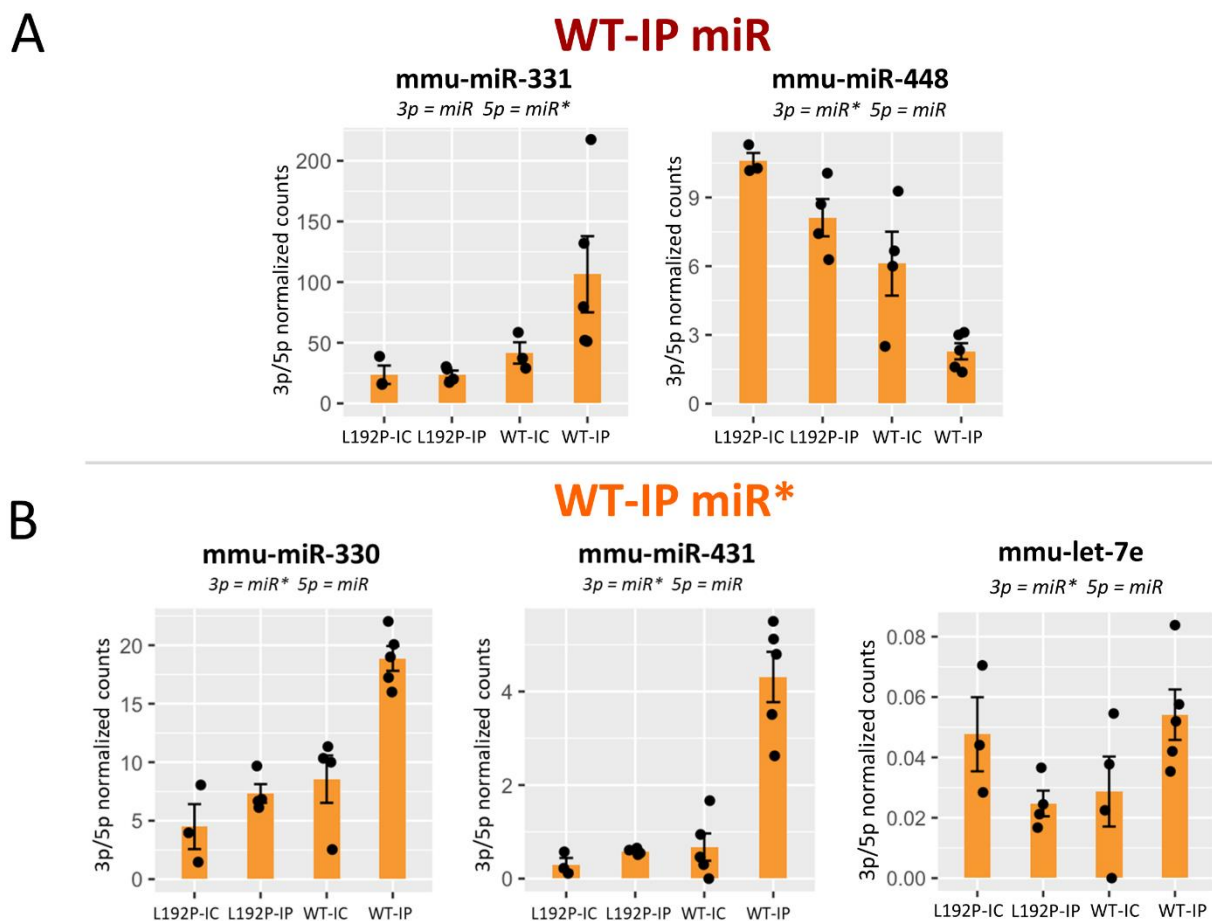 A
WT-IP miR
mmu-miR-331
3p = miR 5p = miR*
3p/5p normalized counts
200
150
100
50
0
L192P-IC L192P-IP WT-IC WT-IP
mmu-miR-448
3p = miR* 5p = miR
3p/5p normalized counts
9
6
3
0
L192P-IC L192P-IP WT-IC WT-IP
B
WT-IP miR*
mmu-miR-330
3p = miR* 5p = miR
3p/5p normalized counts
20
15
10
5
0
L192P-IC L192P-IP WT-IC WT-IP
mmu-miR-431
3p = miR* 5p = miR
3p/5p normalized counts
4
2
0
L192P-IC L192P-IP WT-IC WT-IP
mmu-let-7e
3p = miR* 5p = miR
3p/5p normalized counts
0.08
0.06
0.04
0.02
0.00
L192P-IC L192P-IP WT-IC WT-IP